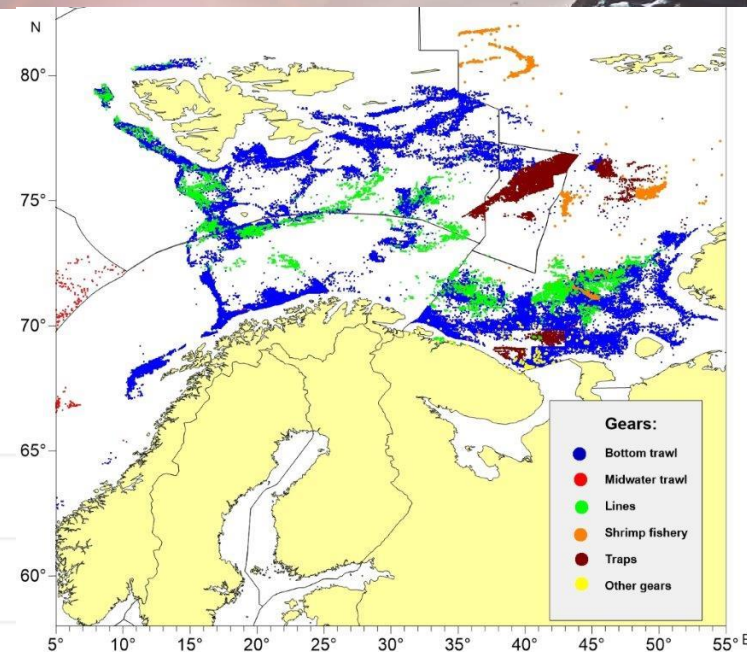 N
80°
75°
70°
65°
60°
Gears:
Bottom trawl
Midwater trawl
Lines
Shrimp fishery
Traps
Other gears
5° 10° 15° 20° 25° 30° 35° 40° 45° 50° 55° E